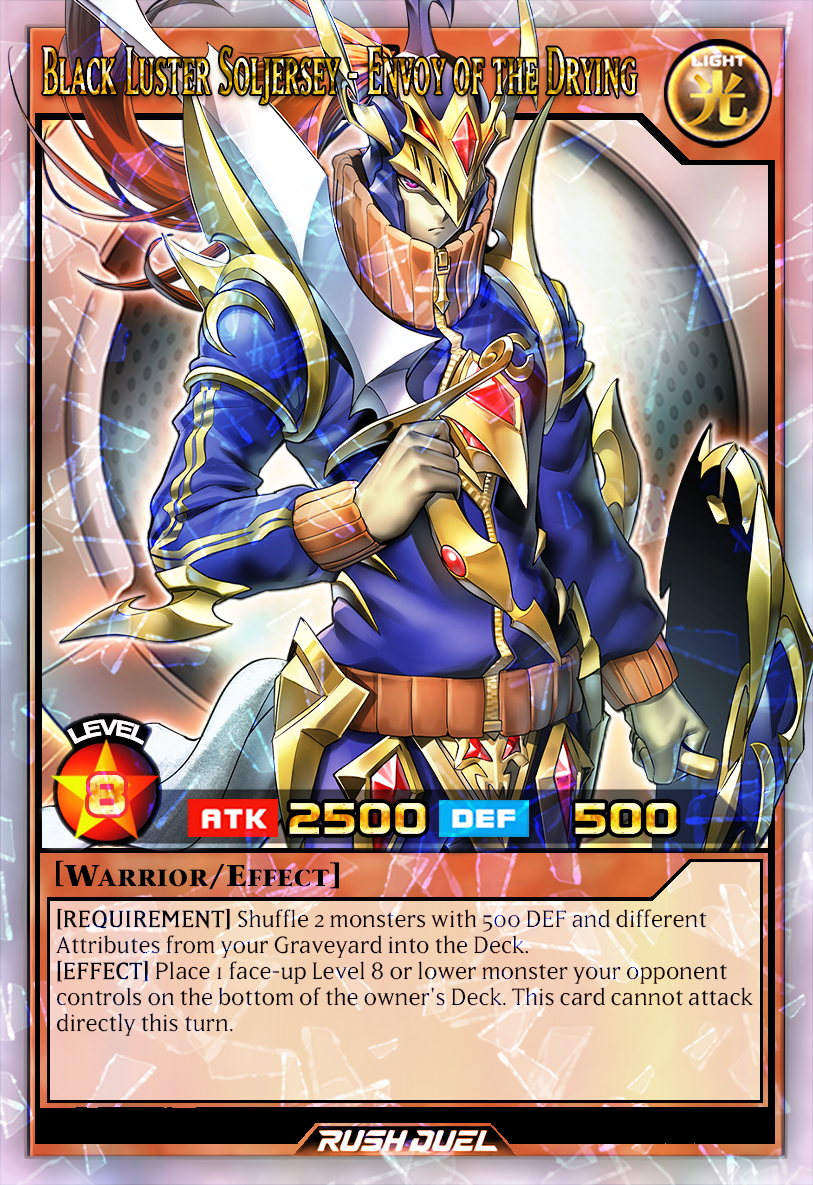 Black Luster Soljersey - Envoy of the Drying
LIGHT
光
LEVEL
8
ATK 2500 DEF 500
[Warrior/Effect]
[REQUIREMENT] Shuffle 2 monsters with 500 DEF and different
Attributes from your Graveyard into the Deck.
[EFFECT] Place 1 face-up Level 8 or lower monster your opponent
controls on the bottom of the owner's Deck. This card cannot attack
directly this turn.
RUSH DUEL